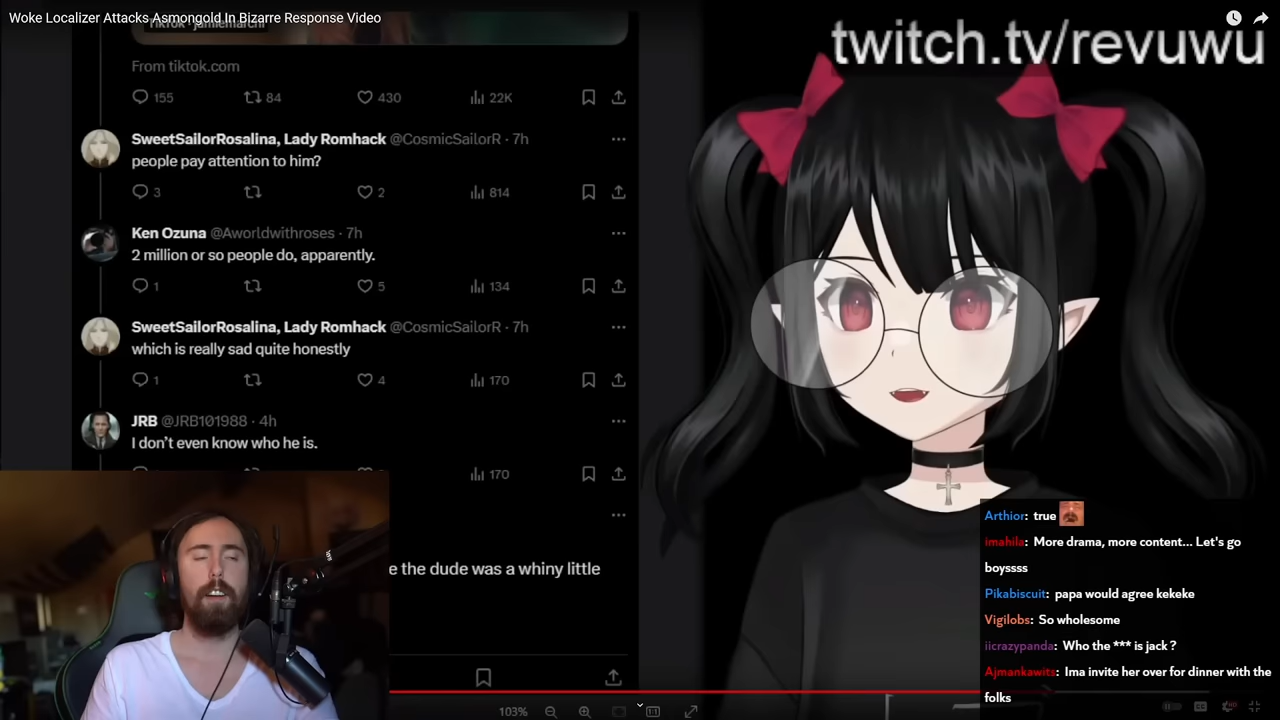 Woke Localizer Attacks Asmongold In Bizarre Response Video
twitch.tv/revuwu
TikTok · jamiemarchi
From tiktok.com
155 84 430 22K
SweetSailorRosalina, Lady Romhack @CosmicSailorR · 7h
people pay attention to him?
3 2 814
Ken Ozuna @Aworldwithroses · 7h
2 million or so people do, apparently.
1 5 134
SweetSailorRosalina, Lady Romhack @CosmicSailorR · 7h
which is really sad quite honestly
1 4 170
JRB @JRB101988 · 4h
I don't even know who he is.
170
e the dude was a whiny little
Arthior: true
imahila: More drama, more content... Let's go
boyssss
Pikabiscuit: papa would agree kekeke
Vigilobs: So wholesome
iicrazypanda: Who the *** is jack ?
Ajmankawits: Ima invite her over for dinner with the
folks
103%